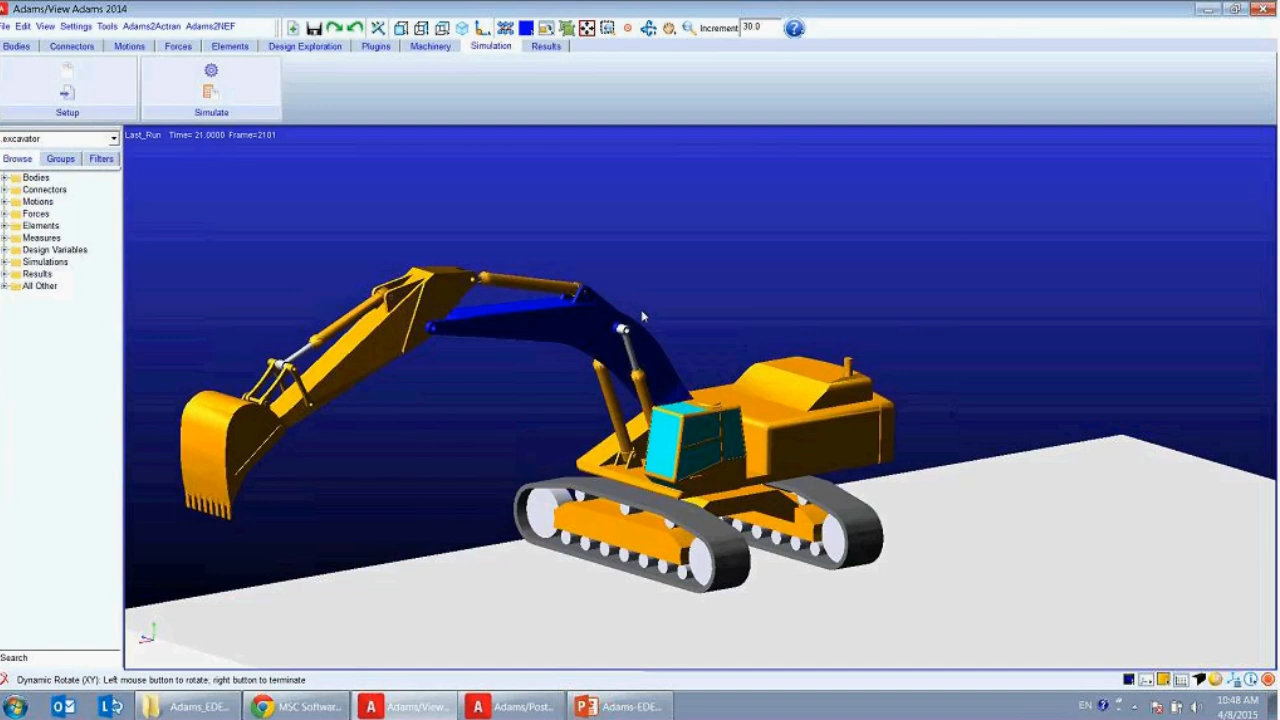 Adams/View Adams 2014
File Edit View Settings Tools Adams2Actran Adams2NEF
Increment 30.0
Bodies Connectors Motions Forces Elements Design Exploration Plugins Machinery Simulation Results
Setup Simulate
.excavator
Last_Run Time= 21.0000 Frame=2101
Browse Groups Filters
Bodies
Connectors
Motions
Forces
Elements
Measures
Design Variables
Simulations
Results
All Other
Search
Dynamic Rotate (XY): Left mouse button to rotate; right button to terminate
Adams_EDE... MSC Softwar... Adams/View... Adams/Post... Adams-EDE... EN 10:48 AM
4/8/2015